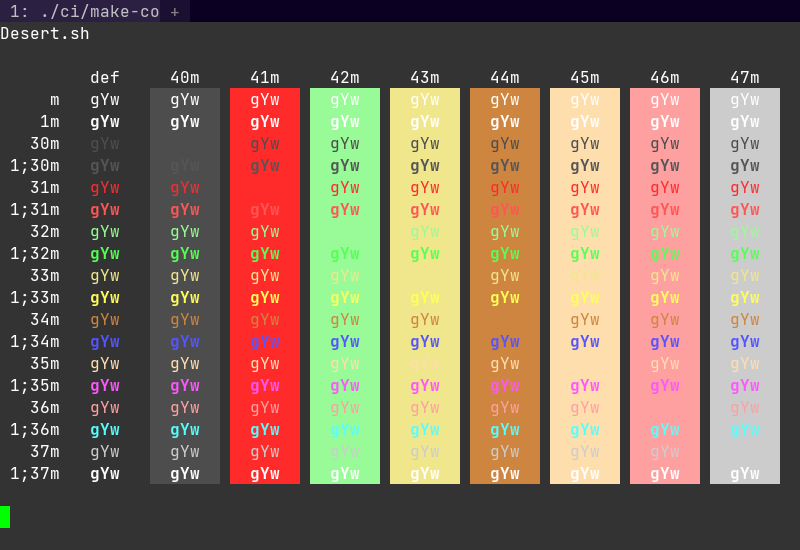 1: ./ci/make-co +
Desert.sh
def 40m 41m 42m 43m 44m 45m 46m 47m
m gYw gYw gYw gYw gYw gYw gYw gYw gYw
1m gYw gYw gYw gYw gYw gYw gYw gYw gYw
30m gYw gYw gYw gYw gYw gYw gYw gYw
1;30m gYw gYw gYw gYw gYw gYw gYw gYw gYw
31m gYw gYw gYw gYw gYw gYw gYw gYw
1;31m gYw gYw gYw gYw gYw gYw gYw gYw gYw
32m gYw gYw gYw gYw gYw gYw gYw gYw
1;32m gYw gYw gYw gYw gYw gYw gYw gYw gYw
33m gYw gYw gYw gYw gYw gYw gYw gYw
1;33m gYw gYw gYw gYw gYw gYw gYw gYw gYw
34m gYw gYw gYw gYw gYw gYw gYw gYw
1;34m gYw gYw gYw gYw gYw gYw gYw gYw gYw
35m gYw gYw gYw gYw gYw gYw gYw gYw
1;35m gYw gYw gYw gYw gYw gYw gYw gYw gYw
36m gYw gYw gYw gYw gYw gYw gYw gYw
1;36m gYw gYw gYw gYw gYw gYw gYw gYw gYw
37m gYw gYw gYw gYw gYw gYw gYw gYw
1;37m gYw gYw gYw gYw gYw gYw gYw gYw gYw